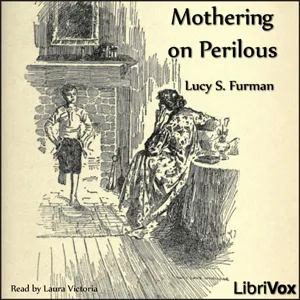 Mothering
on Perilous
Lucy S. Furman
Read by Laura Victoria
LibriVox